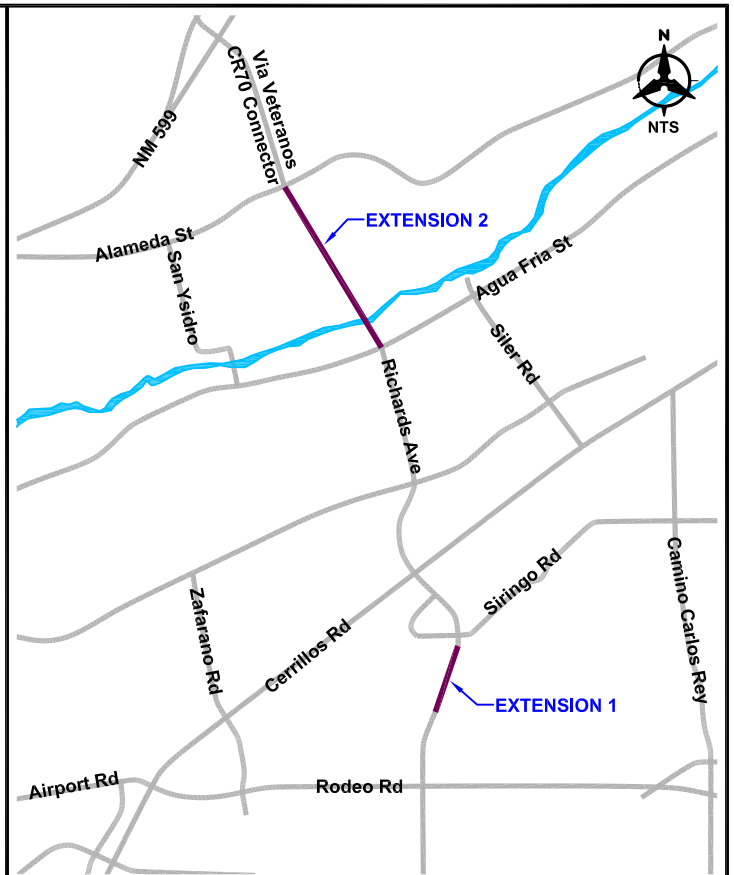 N
NTS
Via Veteranos
CR70 Connector
NM 599
EXTENSION 2
Alameda St
San Ysidro
Agua Fria St
Siler Rd
Richards Ave
Siringo Rd
Camino Carlos Rey
Zafarano Rd
Cerrillos Rd
EXTENSION 1
Airport Rd
Rodeo Rd